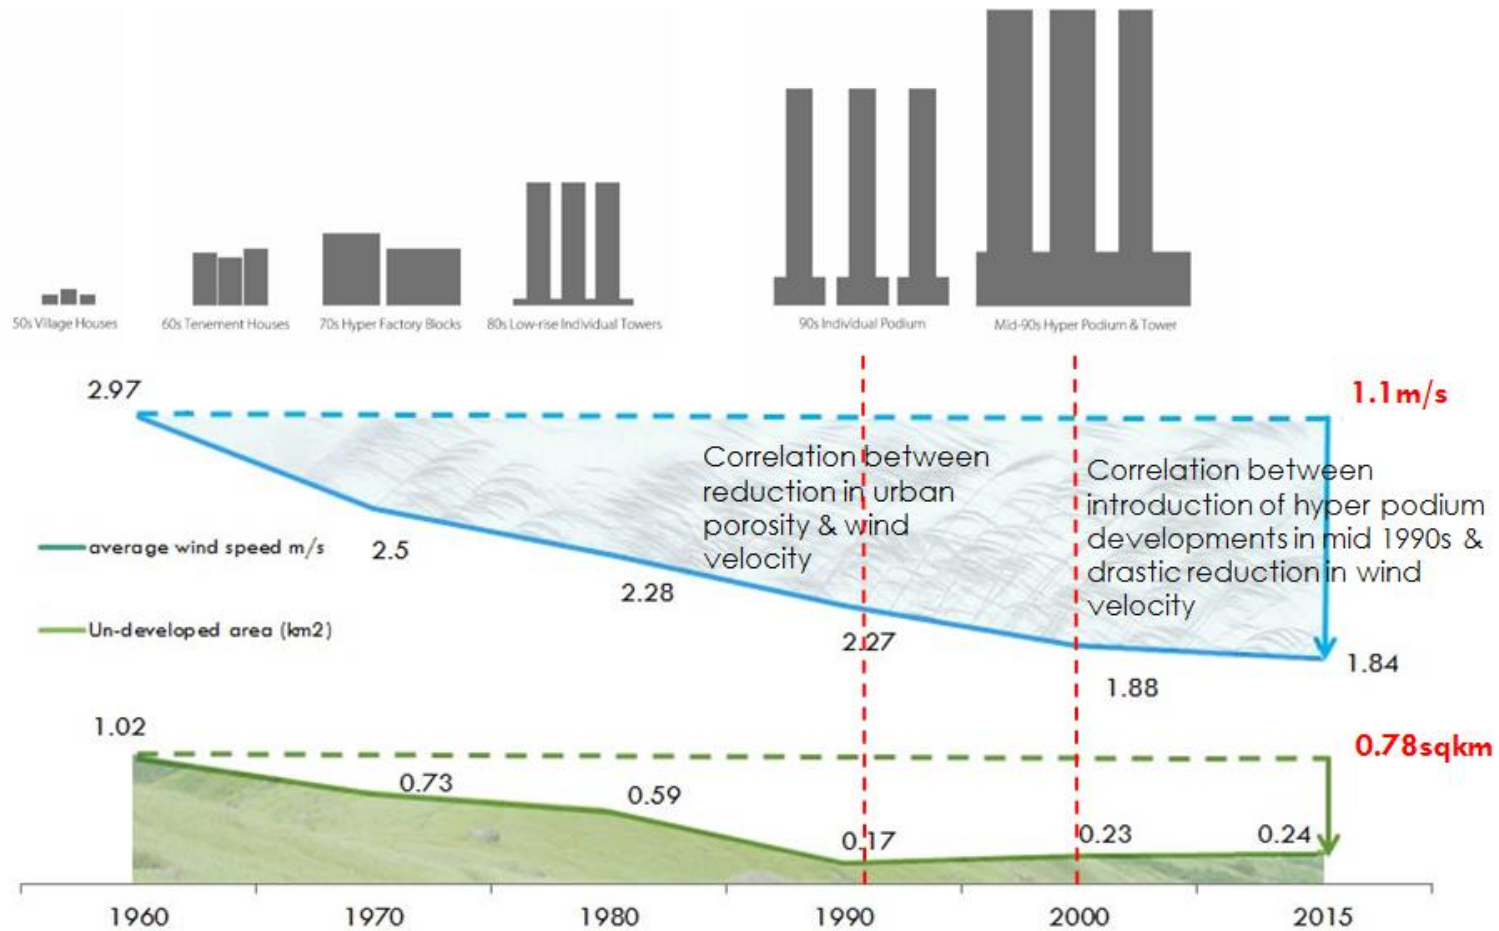 50s Village Houses
60s Tenement Houses
70s Hyper Factory Blocks
80s Low-rise Individual Towers
90s Individual Podium
Mid-90s Hyper Podium & Tower
2.97
1.1m/s
Correlation between
reduction in urban
porosity & wind
velocity
Correlation between
introduction of hyper podium
developments in mid 1990s &
drastic reduction in wind
velocity
average wind speed m/s
2.5
2.28
2.27
1.88
1.84
Un-developed area (km2)
1.02
0.78sqkm
0.73
0.59
0.17
0.23
0.24
1960
1970
1980
1990
2000
2015